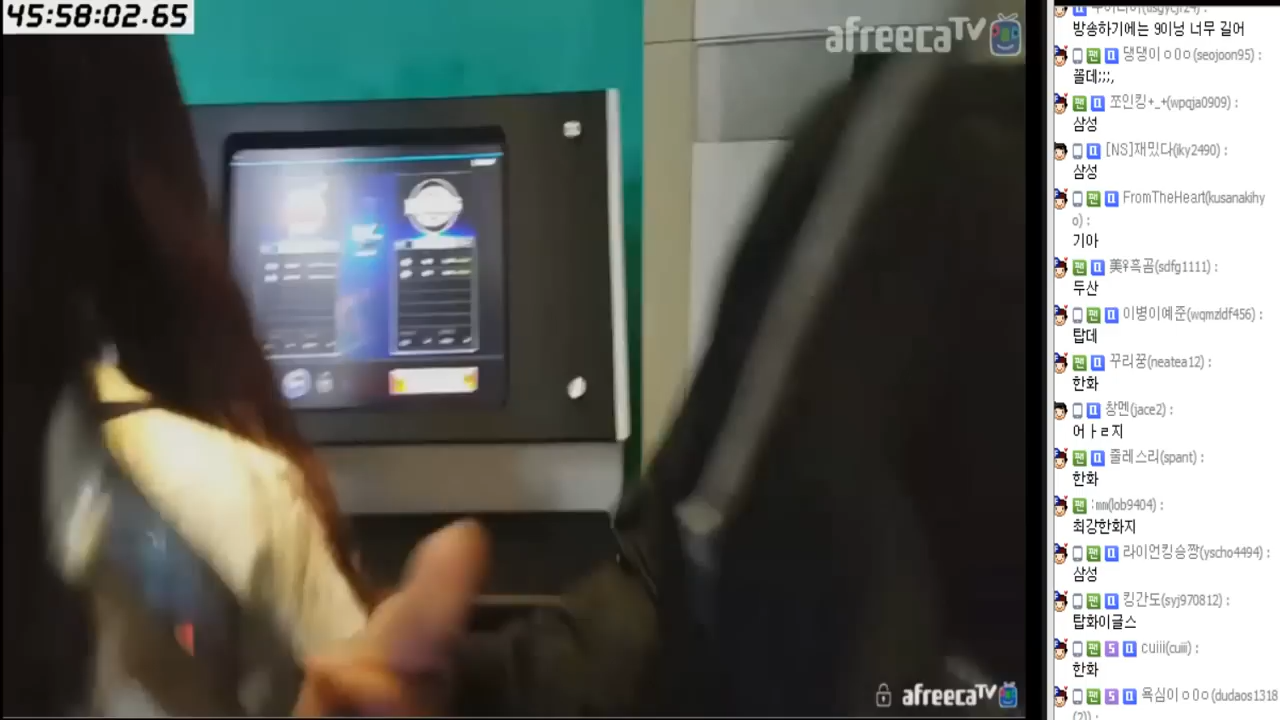 45:58:02.65
afreecaTV
방송하기에는 9이닝 너무 길어
댕댕이ㅇ0ㅇ(seojoon95) :
꼴데;;;,
쪼인킹+_+(wpqja0909) :
삼성
[NS]재밌다(iky2490) :
삼성
FromTheHeart(kusanakihy
o) :
기아
美♀흑곰(sdfg1111) :
두산
이병이예준(wqmzldf456) :
탑데
꾸리꿍(neatea12) :
한화
창멘(jace2) :
어ㅏㄹ지
줄레스리(spant) :
한화
:mm(lob9404) :
최강한화지
라이언킹승짱(yscho4494) :
삼성
킹간도(syj970812) :
탑화이글스
cuiii(cuiii) :
한화
욕심이ㅇ0ㅇ(dudaos1318
(2)) :
afreecaTV